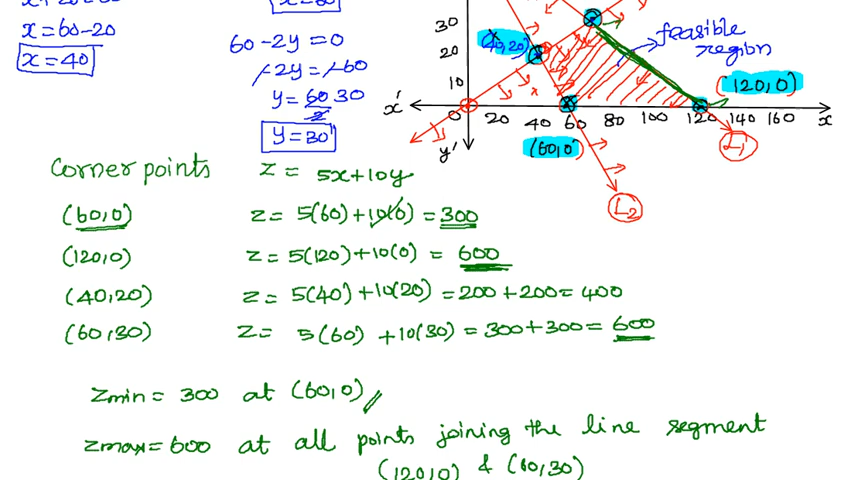 x = 60-20
x = 40
60-2y = 0
-2y = -60
y = 60 30
2
y = 30
30
20
10
(40,20)
feasible
region
(120,0)
x'
0 20 40 60 80 100 120 140 160 x
y'
(60,0)
L1
L2
Corner points z = 5x+10y
(60,0) z = 5(60)+10(0) = 300
(120,0) z = 5(120)+10(0) = 600
(40,20) z = 5(40)+10(20) = 200+200 = 400
(60,30) z = 5(60)+10(30) = 300+300 = 600
zmin = 300 at (60,0)
zmax = 600 at all points joining the line segment
(120,0) & (60,30)